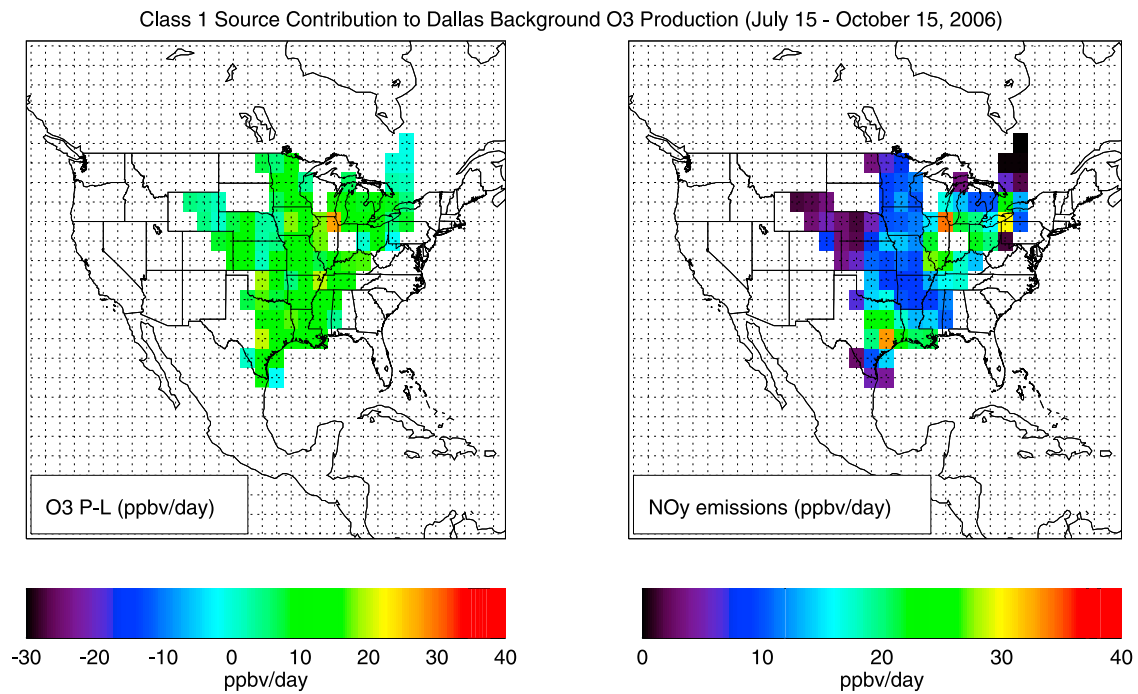 Class 1 Source Contribution to Dallas Background O3 Production (July 15 - October 15, 2006)
O3 P-L (ppbv/day)
NOy emissions (ppbv/day)
-30 -20 -10 0 10 20 30 40
ppbv/day
0 10 20 30 40
ppbv/day